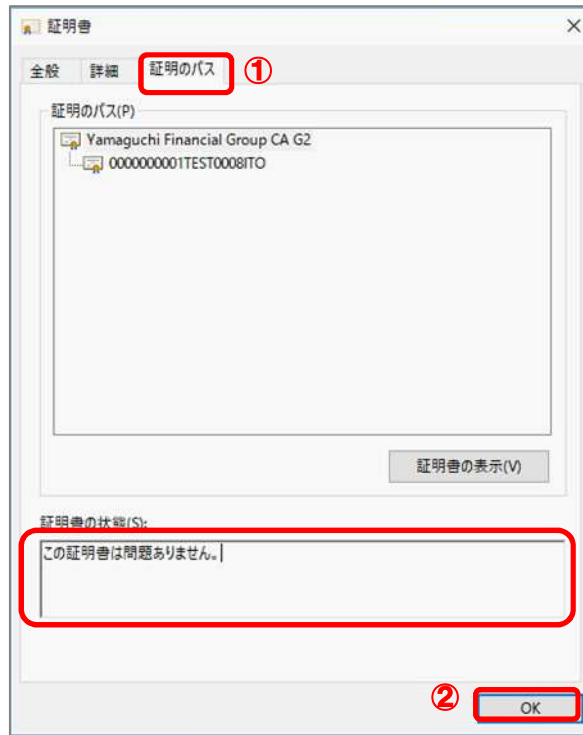 証明書
全般 詳細 証明のパス ①
証明のパス(P)
Yamaguchi Financial Group CA G2
0000000001TEST0008ITO
証明書の表示(V)
証明書の状態(S):
この証明書は問題ありません。
② OK